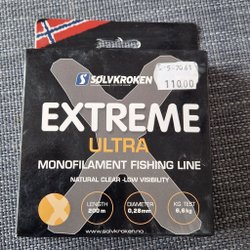 SØLVKROKEN
11000
EXTREME
ULTRA
MONOFILAMENT FISHING LINE
NATURAL CLEAR - LOW VISIBILITY
LENGTH DIAMETER KG TEST
200m 0,28mm 6,6kg
www.solvkroken.no